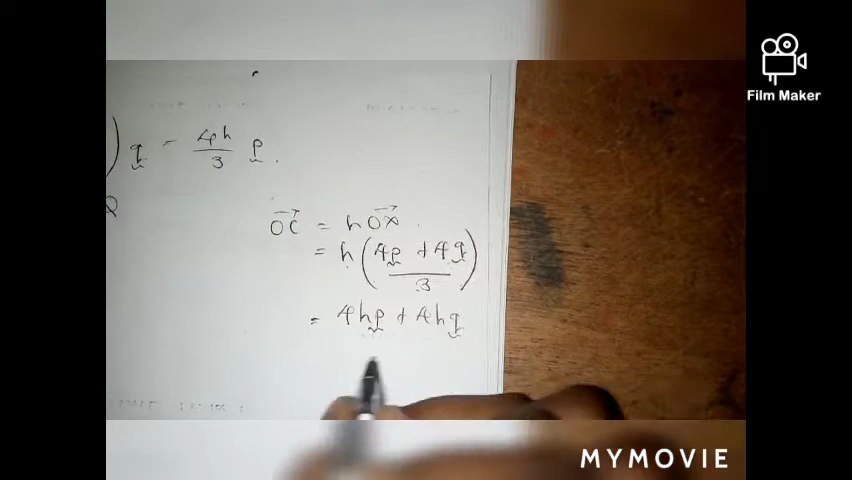 ) q = 4h/3 p .
OC = hOX
= h(4p + 4q/3)
= 4hp + 4hq
Film Maker
MYMOVIE